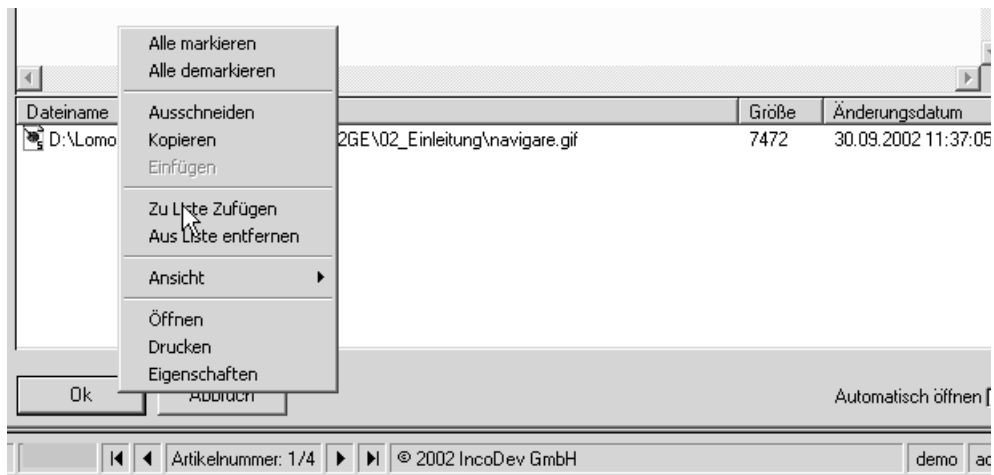 Alle markieren
Alle demarkieren
Dateiname Größe Änderungsdatum
Ausschneiden
D:\Lomo 2GE\02_Einleitung\navigare.gif 7472 30.09.2002 11:37:05
Kopieren
Einfügen
Zu Liste Zufügen
Aus Liste entfernen
Ansicht
Öffnen
Drucken
Eigenschaften
Ok Abbruch Automatisch öffnen
Artikelnummer: 1/4 © 2002 IncoDev GmbH demo